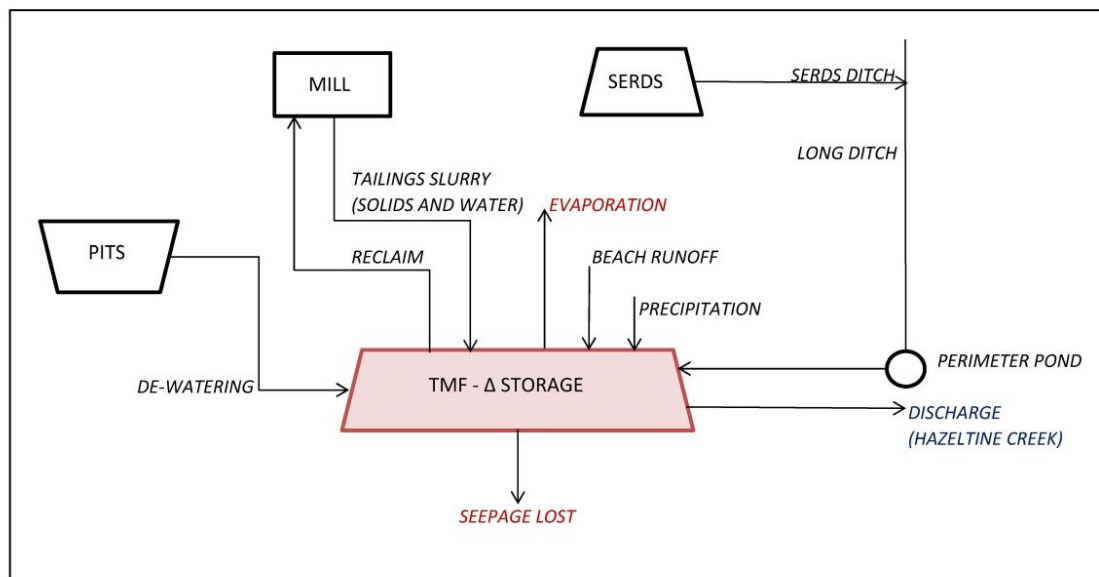 MILL
SERDS
SERDS DITCH
LONG DITCH
TAILINGS SLURRY
(SOLIDS AND WATER)
EVAPORATION
PITS
RECLAIM
BEACH RUNOFF
PRECIPITATION
DE-WATERING
TMF - Δ STORAGE
PERIMETER POND
DISCHARGE
(HAZELTINE CREEK)
SEEPAGE LOST